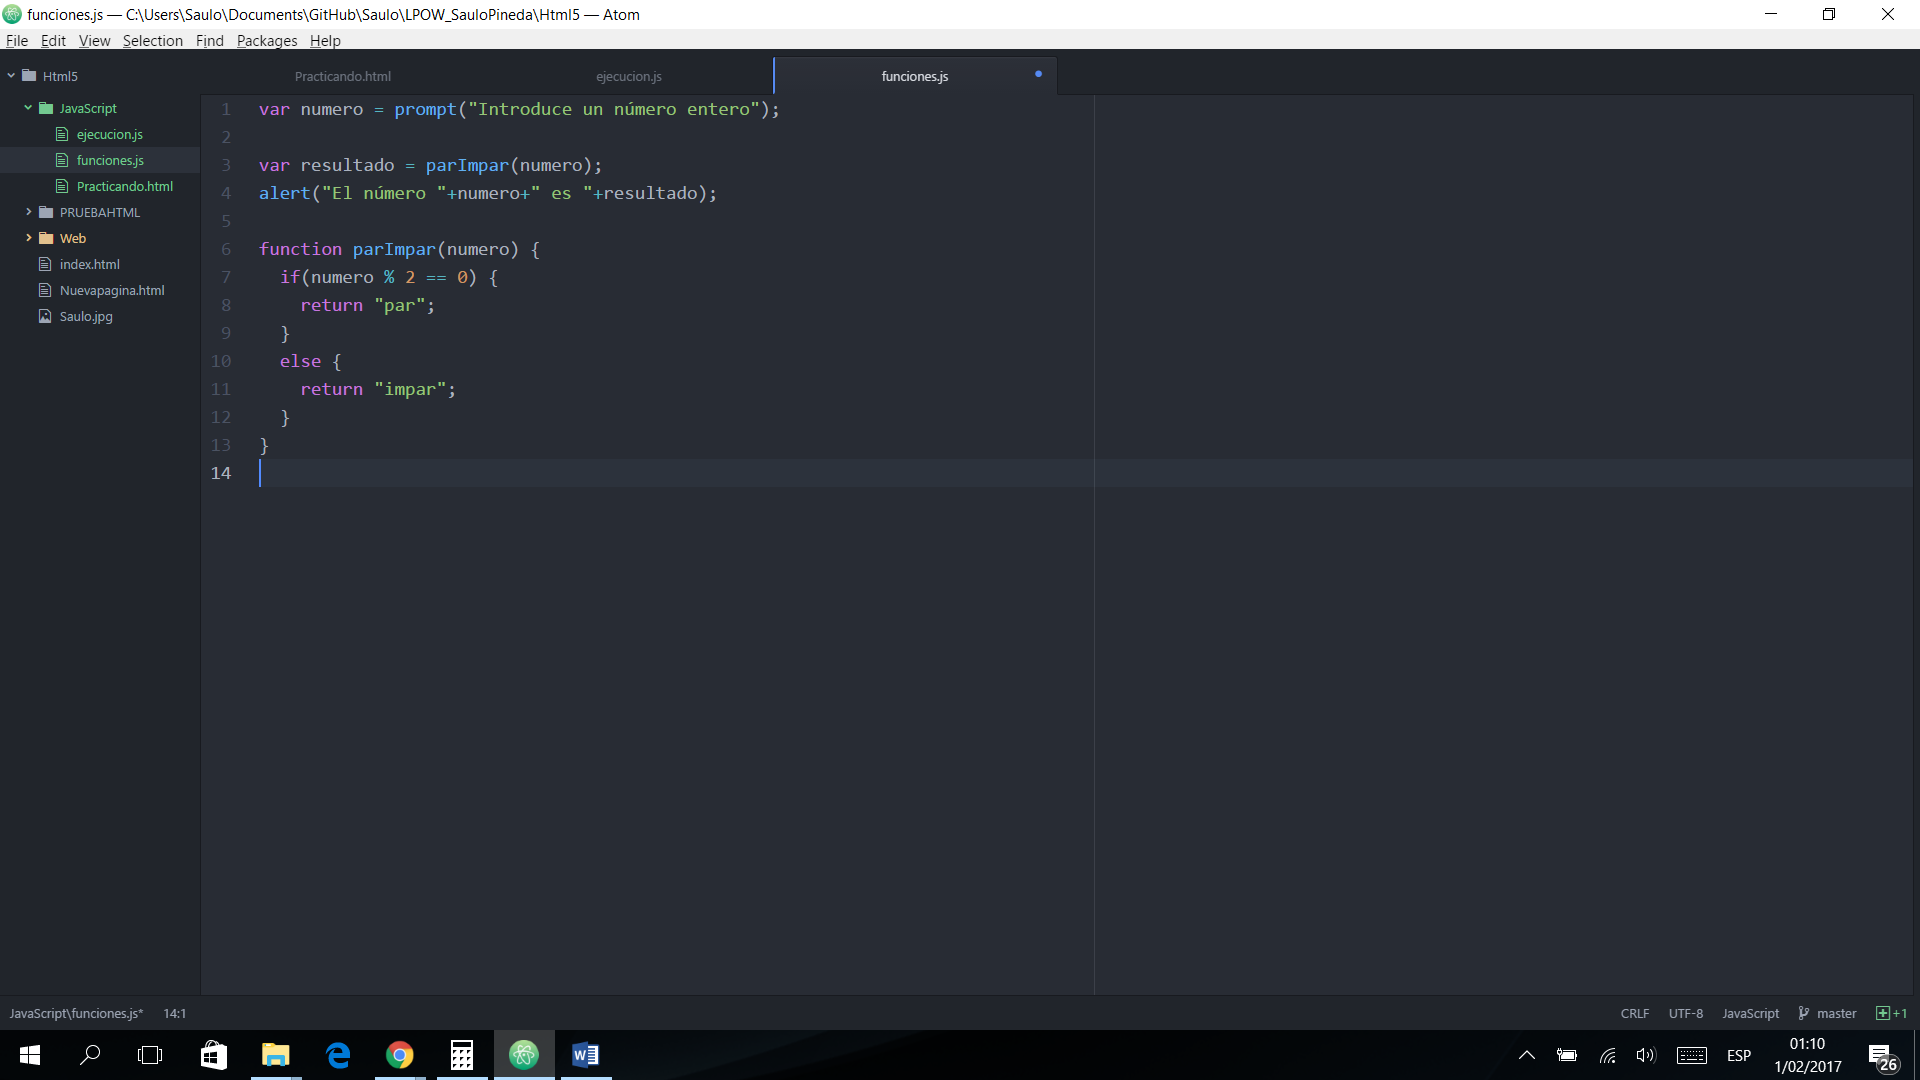 funciones.js — C:\Users\Saulo\Documents\GitHub\Saulo\LPOW_SauloPineda\Html5 — Atom
File Edit View Selection Find Packages Help
Html5
JavaScript
ejecucion.js
funciones.js
Practicando.html
PRUEBAHTML
Web
index.html
Nuevapagina.html
Saulo.jpg
Practicando.html ejecucion.js funciones.js
1 var numero = prompt("Introduce un número entero");
2
3 var resultado = parImpar(numero);
4 alert("El número "+numero+" es "+resultado);
5
6 function parImpar(numero) {
7 if(numero % 2 == 0) {
8 return "par";
9 }
10 else {
11 return "impar";
12 }
13 }
14
JavaScript\funciones.js* 14:1 CRLF UTF-8 JavaScript master +1
ESP 01:10
1/02/2017
26